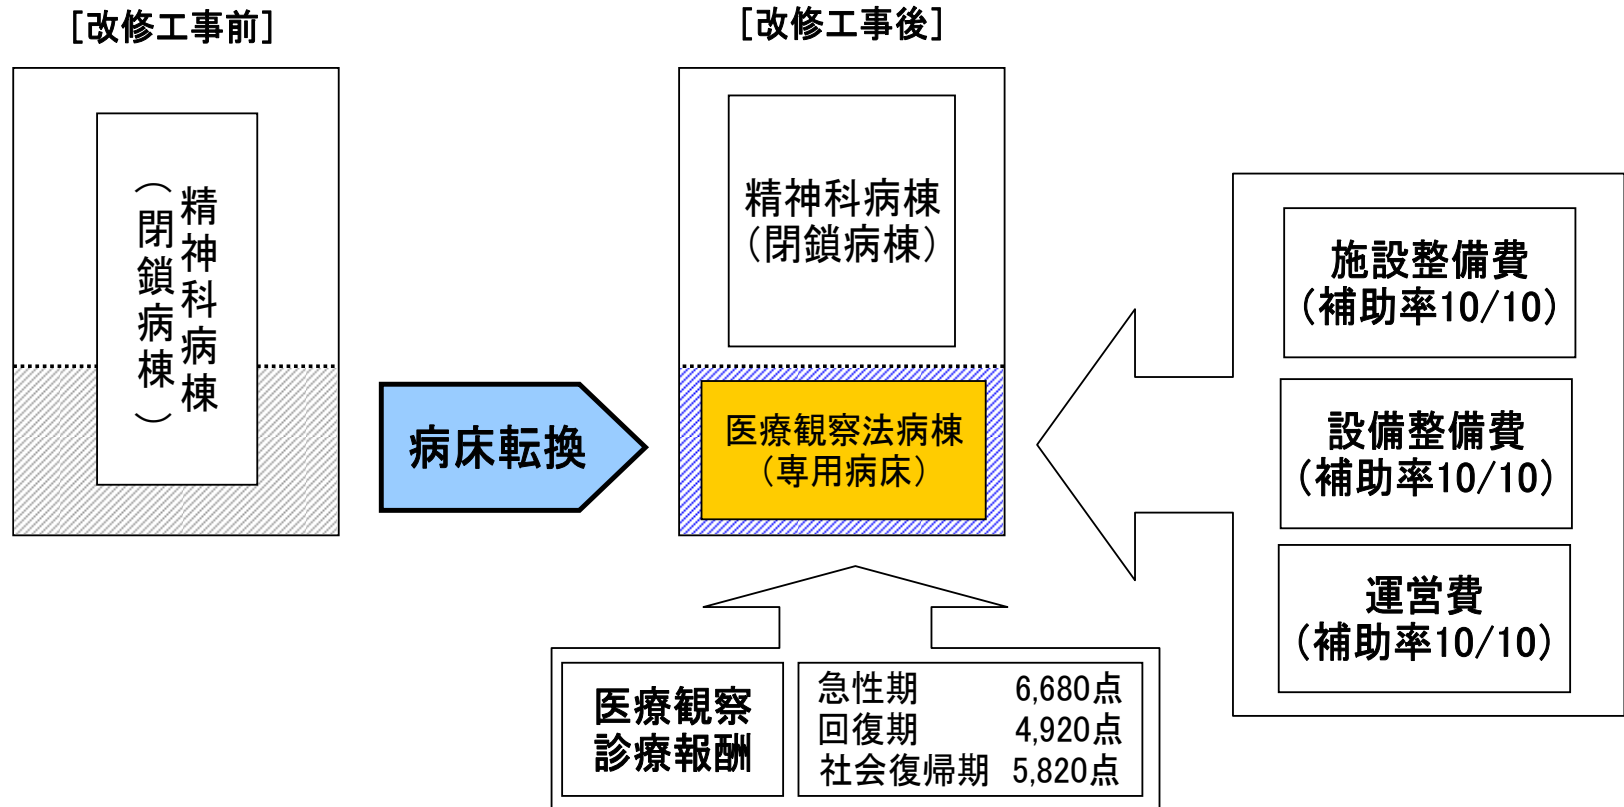 [改修工事前]
[改修工事後]
精神科病棟
（閉鎖病棟）
病床転換
精神科病棟
（閉鎖病棟）
医療観察法病棟
（専用病床）
施設整備費
（補助率10/10）
設備整備費
（補助率10/10）
運営費
（補助率10/10）
医療観察
診療報酬
急性期 6,680点
回復期 4,920点
社会復帰期 5,820点